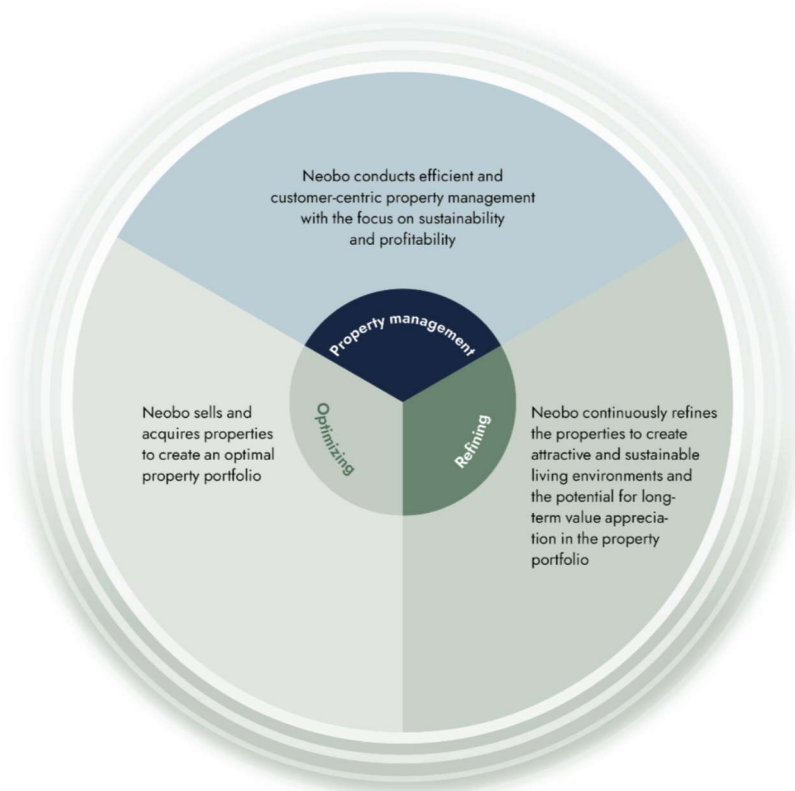 Neobo conducts efficient and
customer-centric property management
with the focus on sustainability
and profitability
Property management
Optimizing
Refining
Neobo sells and
acquires properties
to create an optimal
property portfolio
Neobo continuously refines
the properties to create
attractive and sustainable
living environments and
the potential for long-
term value apprecia-
tion in the property
portfolio